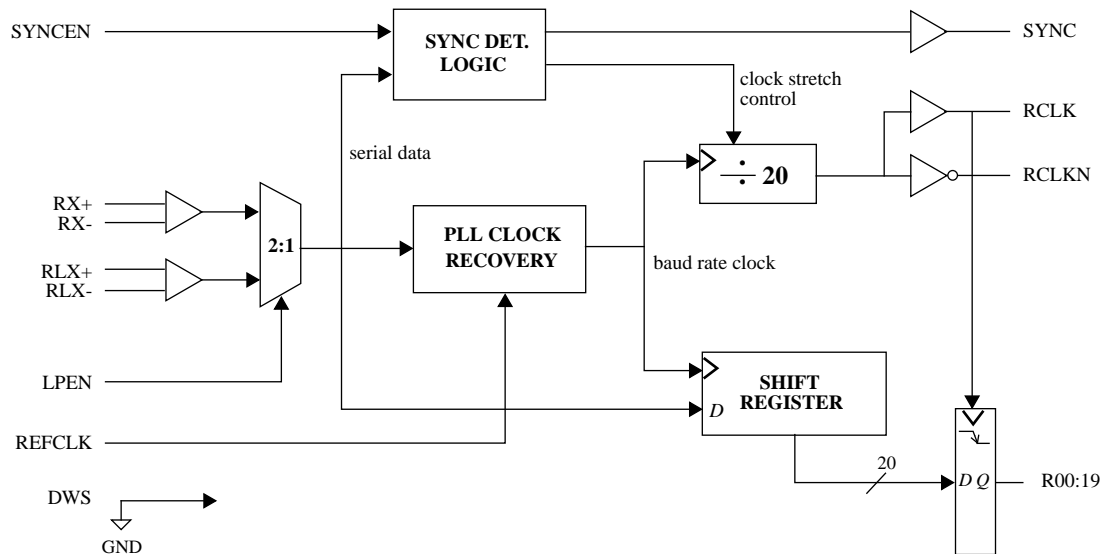 SYNCEN
SYNC DET.
LOGIC
SYNC
clock stretch
control
RCLK
serial data
÷ 20
RCLKN
RX+
RX-
2:1
PLL CLOCK
RECOVERY
baud rate clock
RLX+
RLX-
LPEN
SHIFT
REGISTER
D
REFCLK
20
D Q
R00:19
DWS
GND